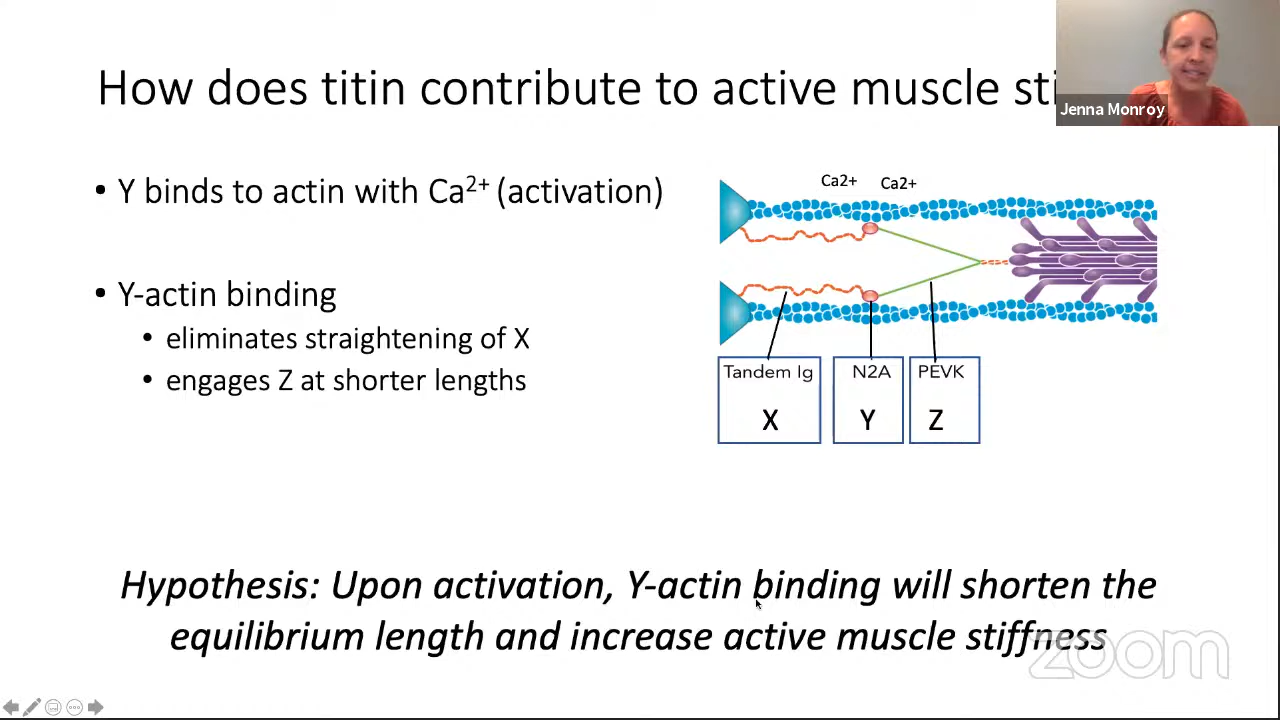 How does titin contribute to active muscle sti
Jenna Monroy
• Y binds to actin with Ca2+ (activation)
• Y-actin binding
• eliminates straightening of X
• engages Z at shorter lengths
Ca2+ Ca2+
Tandem Ig N2A PEVK
X Y Z
Hypothesis: Upon activation, Y-actin binding will shorten the
equilibrium length and increase active muscle stiffness
zoom